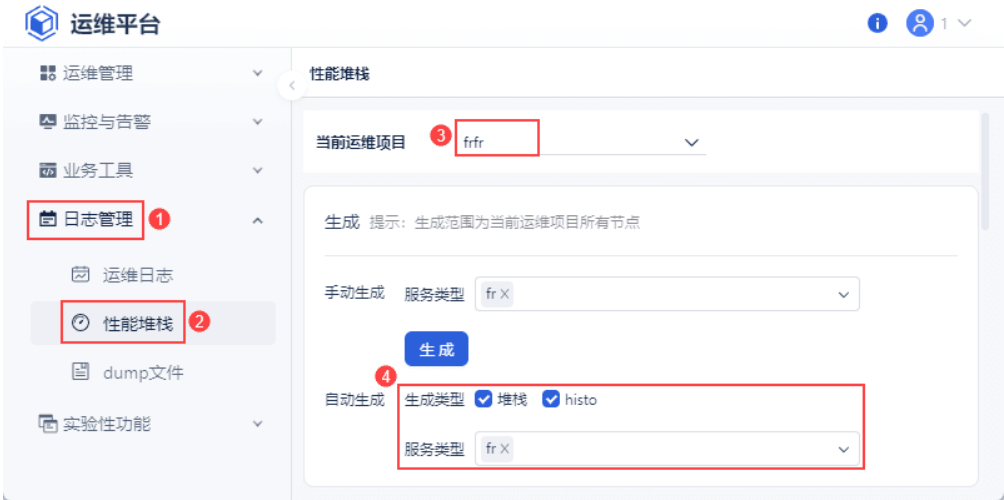 运维平台
1
运维管理
监控与告警
业务工具
日志管理 1
运维日志
性能堆栈 2
dump文件
实验性功能
性能堆栈
当前运维项目 3 frfr
生成 提示：生成范围为当前运维项目所有节点
手动生成 服务类型 fr
生成
4
自动生成 生成类型 堆栈 histo
服务类型 fr